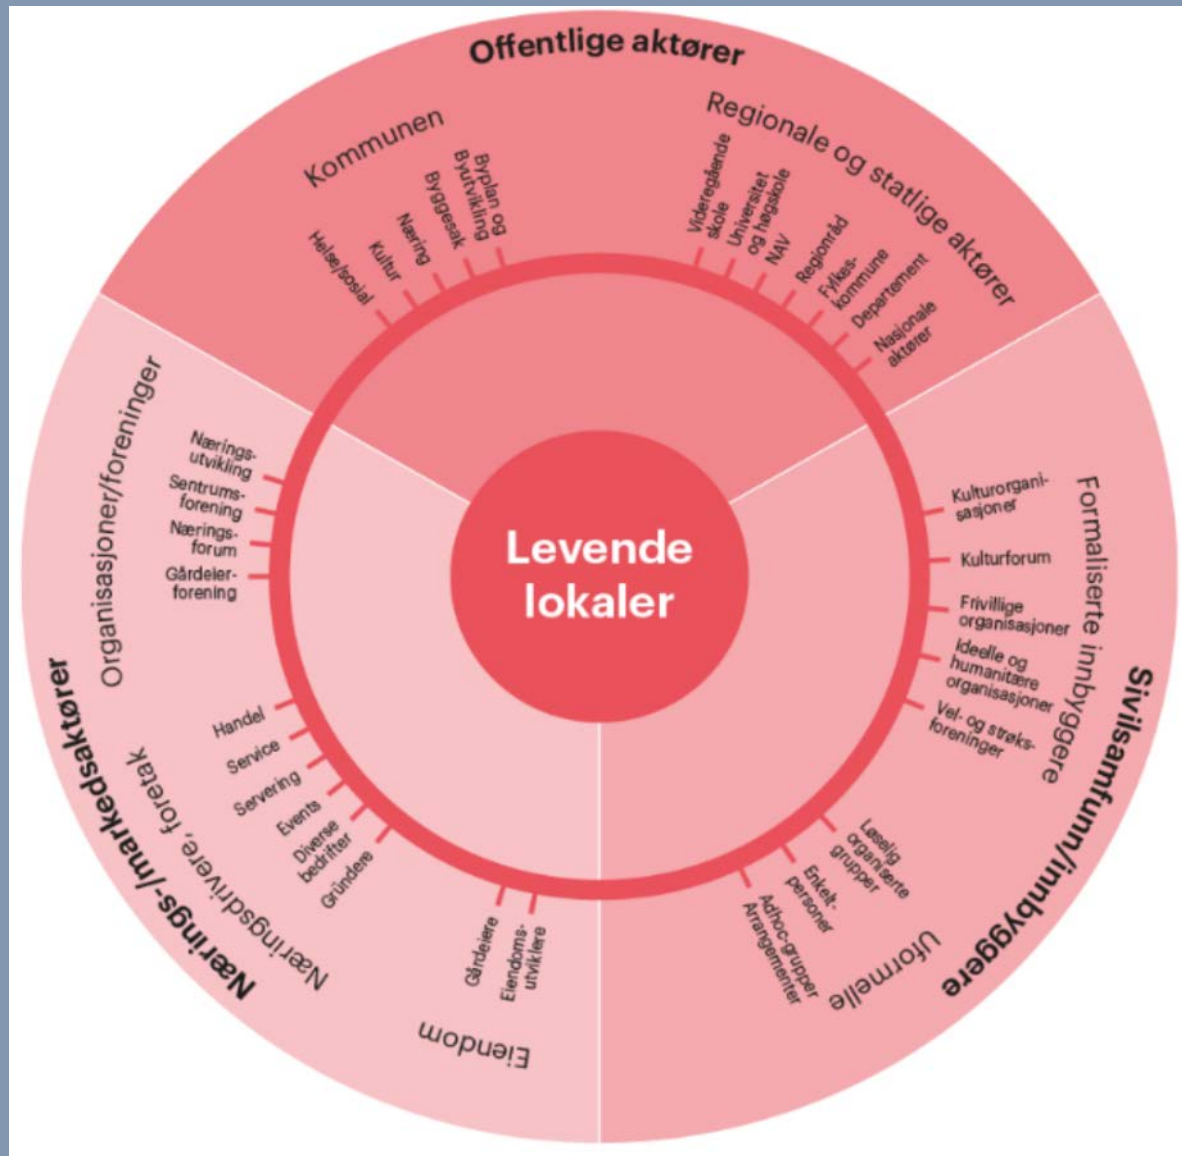 Offentlige aktører
Kommunen
Helse/sosial
Kultur
Næring
Byggesak
Byplan og
Byutvikling
Regionale og statlige aktører
Videregående
skole
Universitet
og høgskole
NAV
Regionråd
Fylkes-
kommune
Departement
Nasjonale
aktører
Sivilsamfunn/innbyggere
Formaliserte innbyggere
Kulturorgani-
sasjoner
Kulturforum
Frivillige
organisasjoner
Ideelle og
humanitære
organisasjoner
Vel- og strøks-
foreninger
Uformelle
Løselig
organiserte
grupper
Enkelt-
personer
Adhoc-grupper
Arrangementer
Nærings-/markedsaktører
Eiendom
Eiendoms-
utviklere
Gårdeiere
Næringsdrivere, foretak
Gründere
Diverse
bedrifter
Events
Servering
Service
Handel
Organisasjoner/foreninger
Gårdeier-
forening
Nærings-
forum
Sentrums-
forening
Nærings-
utvikling
Levende
lokaler